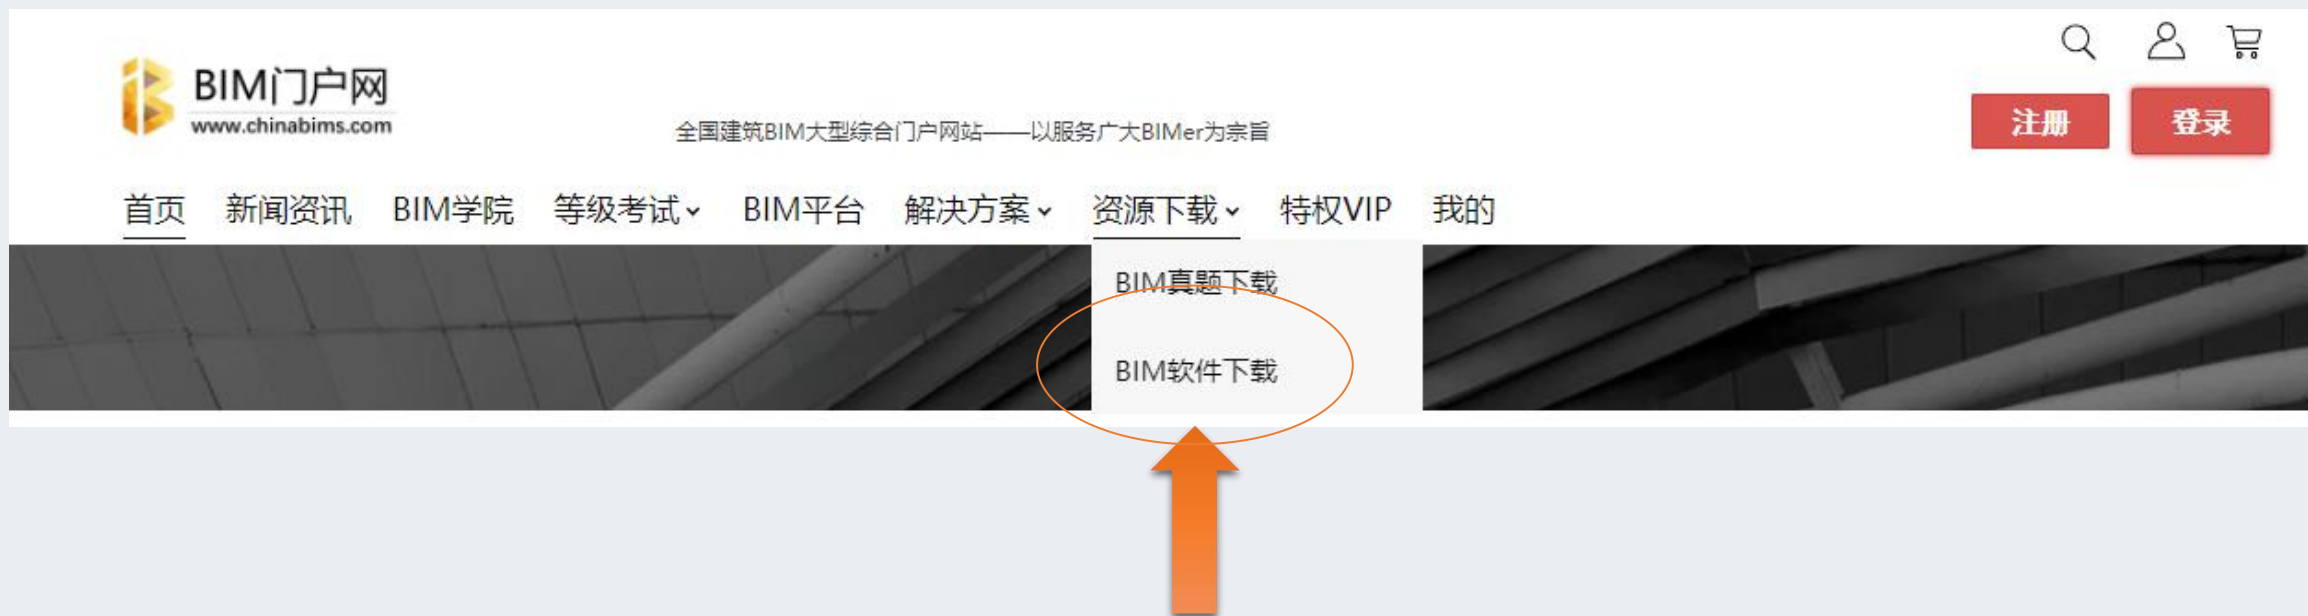 BIM门户网
www.chinabims.com
全国建筑BIM大型综合门户网站——以服务广大BIMer为宗旨
注册 登录
首页 新闻资讯 BIM学院 等级考试 BIM平台 解决方案 资源下载 特权VIP 我的
BIM真题下载
BIM软件下载